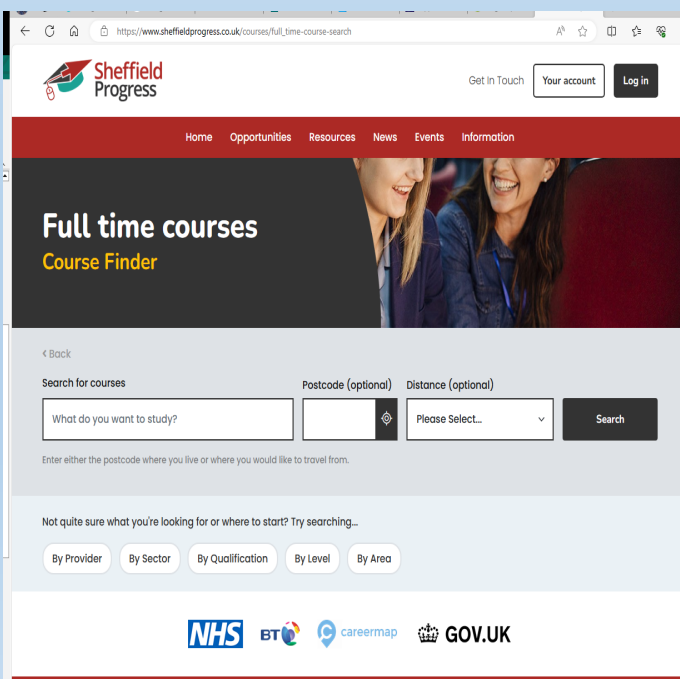 https://www.sheffieldprogress.co.uk/courses/full_time-course-search
Sheffield
Progress
Get In Touch
Your account
Log in
Home Opportunities Resources News Events Information
Full time courses
Course Finder
Back
Search for courses Postcode (optional) Distance (optional)
What do you want to study? Please Select... Search
Enter either the postcode where you live or where you would like to travel from.
Not quite sure what you're looking for or where to start? Try searching...
By Provider By Sector By Qualification By Level By Area
NHS BT careermap GOV.UK